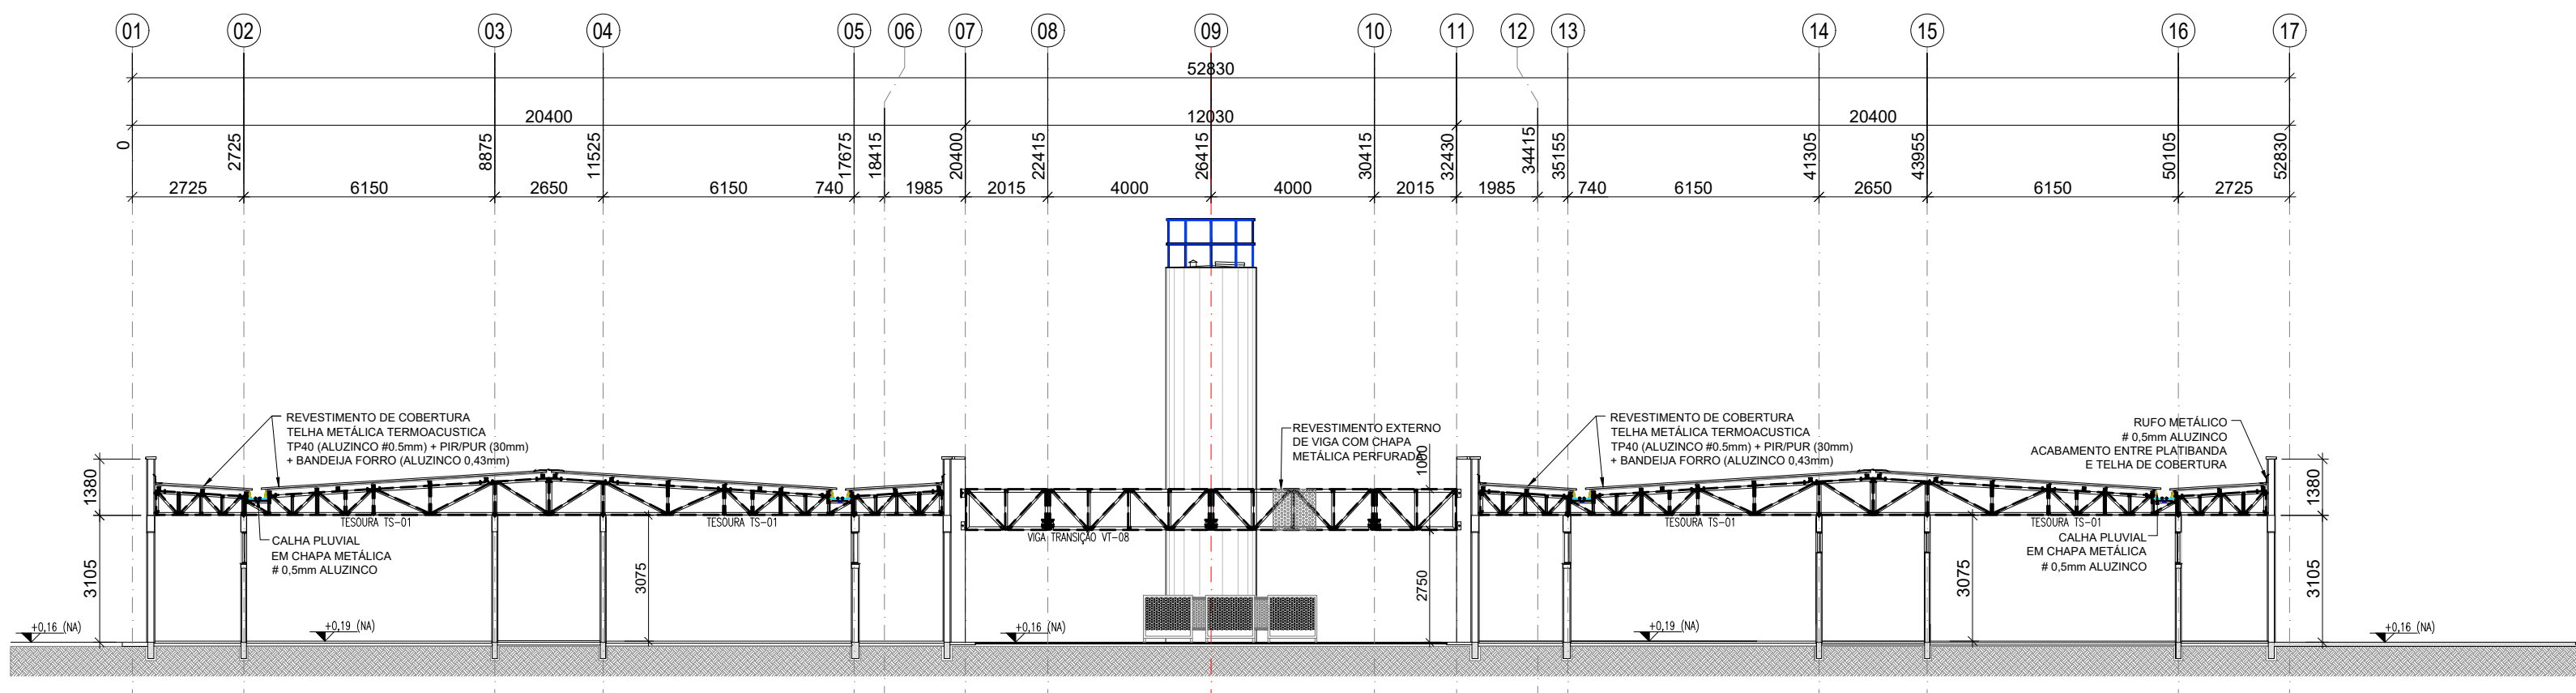 01 02 03 04 05 06 07 08 09 10 11 12 13 14 15 16 17
52830
20400 12030 20400
0 2725 8875 11525 17675 18415 20400 22415 26415 30415 32430 34415 35155 41305 43955 50105 52830
2725 6150 2650 6150 740 1985 2015 4000 4000 2015 1985 740 6150 2650 6150 2725
REVESTIMENTO DE COBERTURA
TELHA METÁLICA TERMOACUSTICA
TP40 (ALUZINCO #0.5mm) + PIR/PUR (30mm)
+ BANDEIJA FORRO (ALUZINCO 0,43mm)
REVESTIMENTO EXTERNO
DE VIGA COM CHAPA
METÁLICA PERFURADA
1000
REVESTIMENTO DE COBERTURA
TELHA METÁLICA TERMOACUSTICA
TP40 (ALUZINCO #0.5mm) + PIR/PUR (30mm)
+ BANDEIJA FORRO (ALUZINCO 0,43mm)
RUFO METÁLICO
# 0,5mm ALUZINCO
ACABAMENTO ENTRE PLATIBANDA
E TELHA DE COBERTURA
1380
1380
TESOURA TS-01
TESOURA TS-01
VIGA TRANSIÇÃO VT-08
TESOURA TS-01
TESOURA TS-01
CALHA PLUVIAL
EM CHAPA METÁLICA
# 0,5mm ALUZINCO
CALHA PLUVIAL
EM CHAPA METÁLICA
# 0,5mm ALUZINCO
3105
3075
2750
3075
3105
+0,16 (NA)
+0,19 (NA)
+0,16 (NA)
+0,19 (NA)
+0,16 (NA)